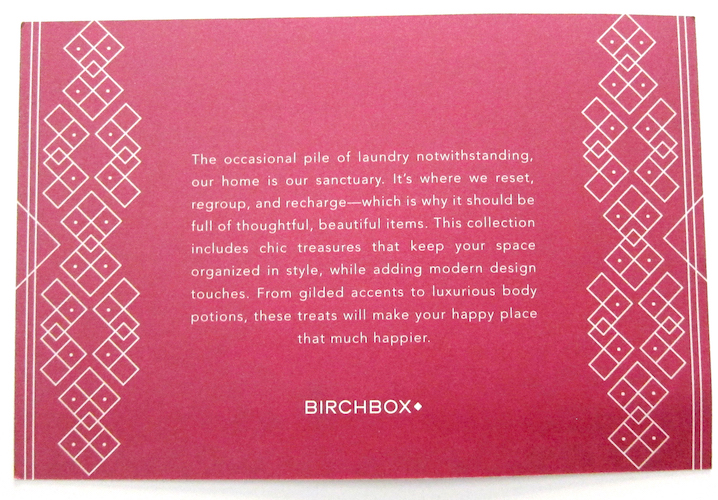 The occasional pile of laundry notwithstanding,
our home is our sanctuary. It's where we reset,
regroup, and recharge—which is why it should be
full of thoughtful, beautiful items. This collection
includes chic treasures that keep your space
organized in style, while adding modern design
touches. From gilded accents to luxurious body
potions, these treats will make your happy place
that much happier.
BIRCHBOX